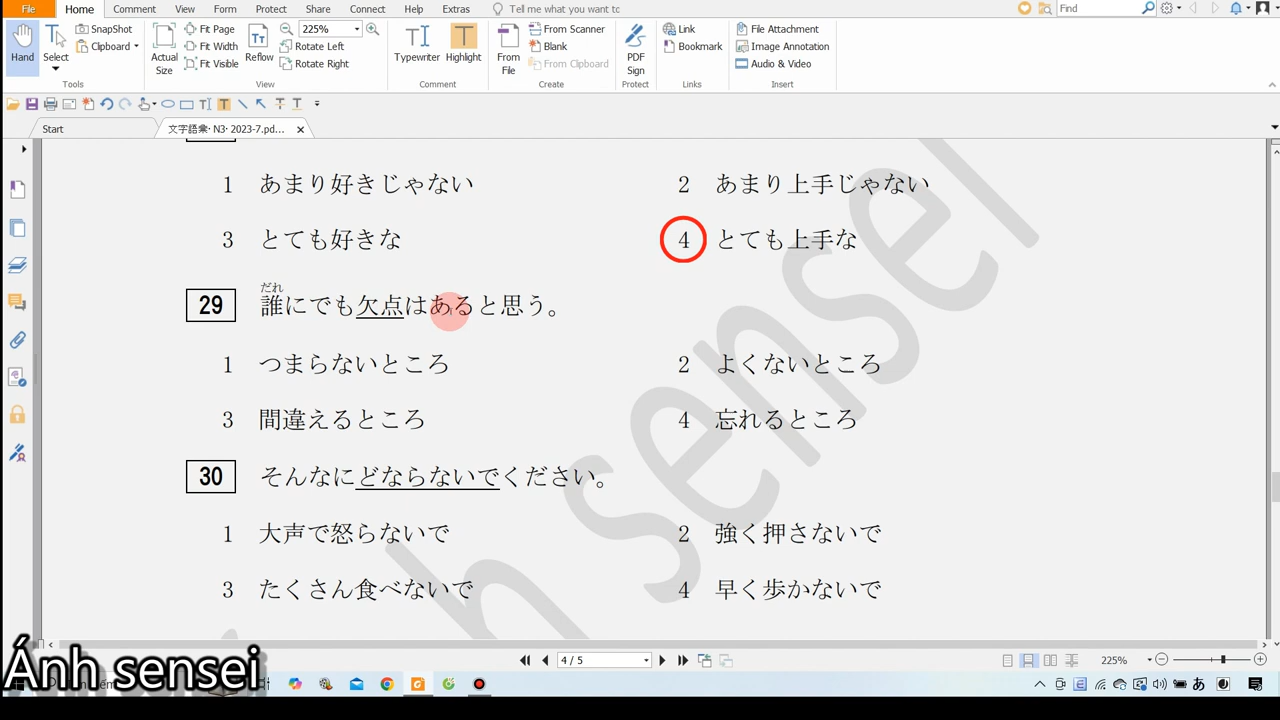 File Home Comment View Form Protect Share Connect Help Extras Tell me what you want to Find
SnapShot Fit Page 225% From Scanner Link File Attachment
Clipboard Fit Width Rotate Left Blank Bookmark Image Annotation
Hand Select Actual Size Fit Visible Reflow Rotate Right Typewriter Highlight From File From Clipboard PDF Sign Audio & Video
Tools View Comment Create Protect Links Insert
Start 文字語彙· N3· 2023-7.pd...
1 あまり好きじゃない 2 あまり上手じゃない
3 とても好きな 4 とても上手な
だれ
29 誰にでも欠点はあると思う。
1 つまらないところ 2 よくないところ
3 間違えるところ 4 忘れるところ
30 そんなにどならないでください。
1 大声で怒らないで 2 強く押さないで
3 たくさん食べないで 4 早く歩かないで
h sensei
4 / 5 225%
Ánh sensei
あ